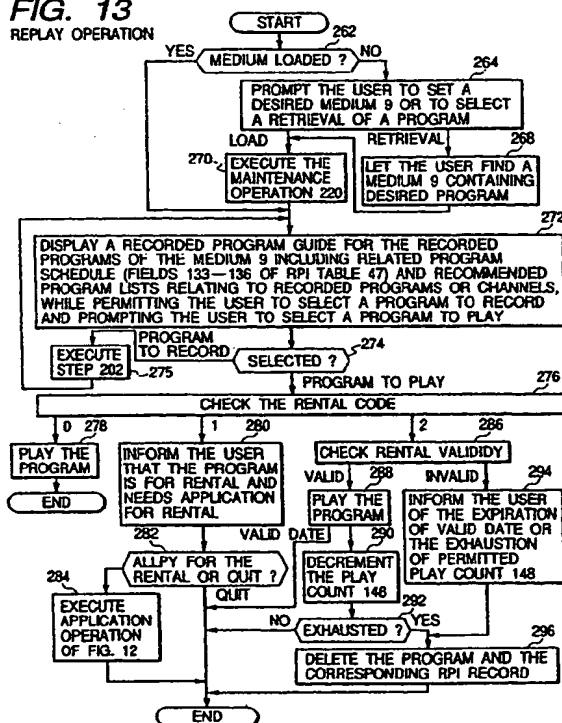 FIG. 13
REPLAY OPERATION
START
262
YES
MEDIUM LOADED ?
NO
264
PROMPT THE USER TO SET A
DESIRED MEDIUM 9 OR TO SELECT
A RETRIEVAL OF A PROGRAM
LOAD
RETRIEVAL
268
270
EXECUTE THE
MAINTENANCE
OPERATION 220
LET THE USER FIND A
MEDIUM 9 CONTAINING
DESIRED PROGRAM
272
DISPLAY A RECORDED PROGRAM GUIDE FOR THE RECORDED
PROGRAMS OF THE MEDIUM 9 INCLUDING RELATED PROGRAM
SCHEDULE (FIELDS 133—136 OF RPI TABLE 47) AND RECOMMENDED
PROGRAM LISTS RELATING TO RECORDED PROGRAMS OR CHANNELS,
WHILE PERMITTING THE USER TO SELECT A PROGRAM TO RECORD
AND PROMPTING THE USER TO SELECT A PROGRAM TO PLAY
PROGRAM
TO RECORD
274
EXECUTE
STEP 202
275
SELECTED ?
PROGRAM TO PLAY
276
CHECK THE RENTAL CODE
0
278
1
280
2
286
PLAY THE
PROGRAM
END
INFORM THE USER
THAT THE PROGRAM
IS FOR RENTAL AND
NEEDS APPLICATION
FOR RENTAL
CHECK RENTAL VALIDITY
VALID
288
INVALID
294
PLAY THE
PROGRAM
INFORM THE USER
OF THE EXPIRATION
OF VALID DATE OR
THE EXHAUSTION
OF PERMITTED
PLAY COUNT 148
282
VALID DATE
290
ALLPY FOR THE
RENTAL OR QUIT ?
DECREMENT
THE PLAY
COUNT 148
284
QUIT
292
EXECUTE
APPLICATION
OPERATION
OF FIG. 12
NO
EXHAUSTED ?
YES
296
DELETE THE PROGRAM AND THE
CORRESPONDING RPI RECORD
END